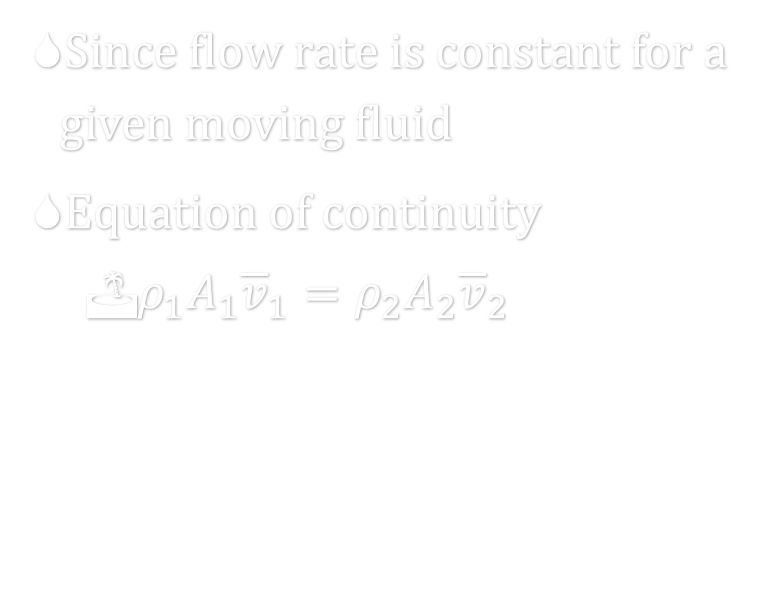 Since flow rate is constant for a
given moving fluid
Equation of continuity
ρ₁A₁v̅₁ = ρ₂A₂v̅₂